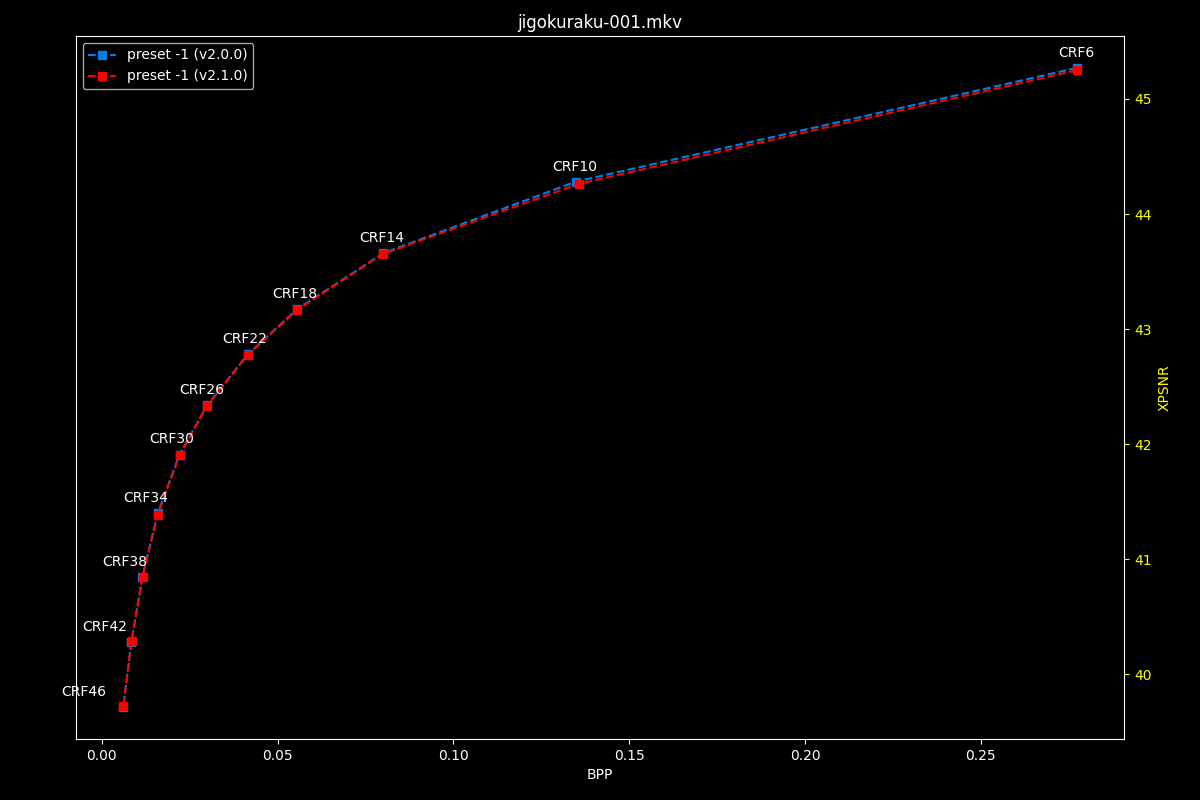 jigokuraku-001.mkv
preset -1 (v2.0.0)
preset -1 (v2.1.0)
CRF6
CRF10
CRF14
CRF18
CRF22
CRF26
CRF30
CRF34
CRF38
CRF42
CRF46
45
44
43
42
41
40
XPSNR
0.00 0.05 0.10 0.15 0.20 0.25
BPP